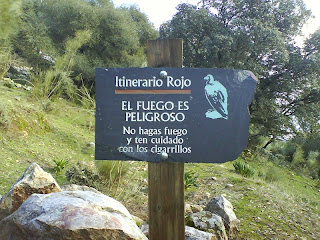 Itinerario Rojo
EL FUEGO ES
PELIGROSO
No hagas fuego
y ten cuidado
con los cigarrillos